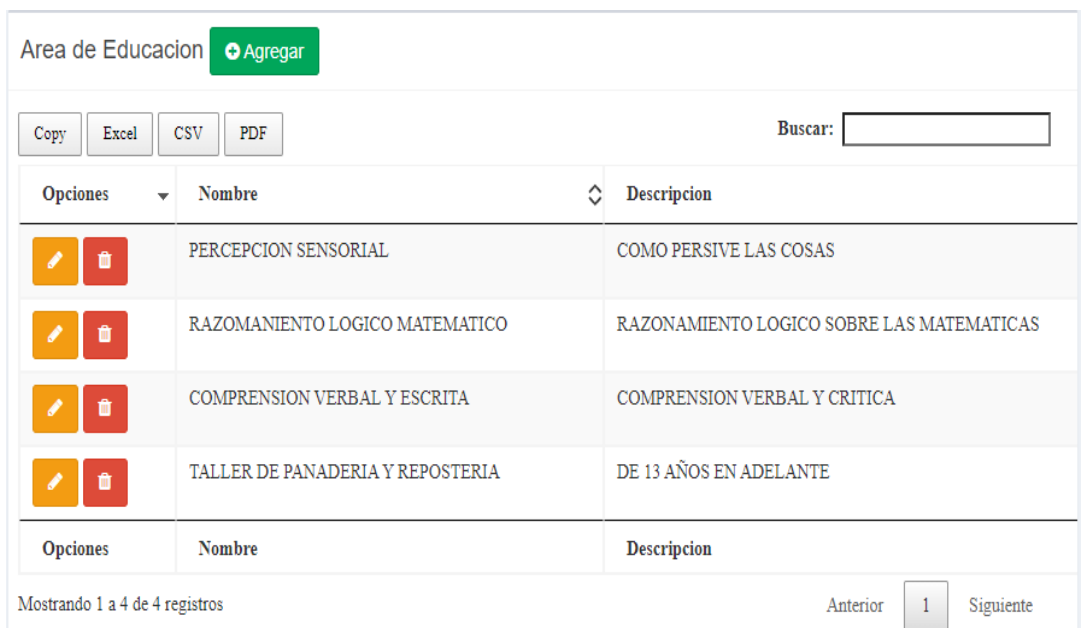 Area de Educacion Agregar
Copy Excel CSV PDF Buscar:
Opciones Nombre Descripcion
PERCEPCION SENSORIAL COMO PERSIVE LAS COSAS
RAZOMANIENTO LOGICO MATEMATICO RAZONAMIENTO LOGICO SOBRE LAS MATEMATICAS
COMPRENSION VERBAL Y ESCRITA COMPRENSION VERBAL Y CRITICA
TALLER DE PANADERIA Y REPOSTERIA DE 13 AÑOS EN ADELANTE
Opciones Nombre Descripcion
Mostrando 1 a 4 de 4 registros Anterior 1 Siguiente